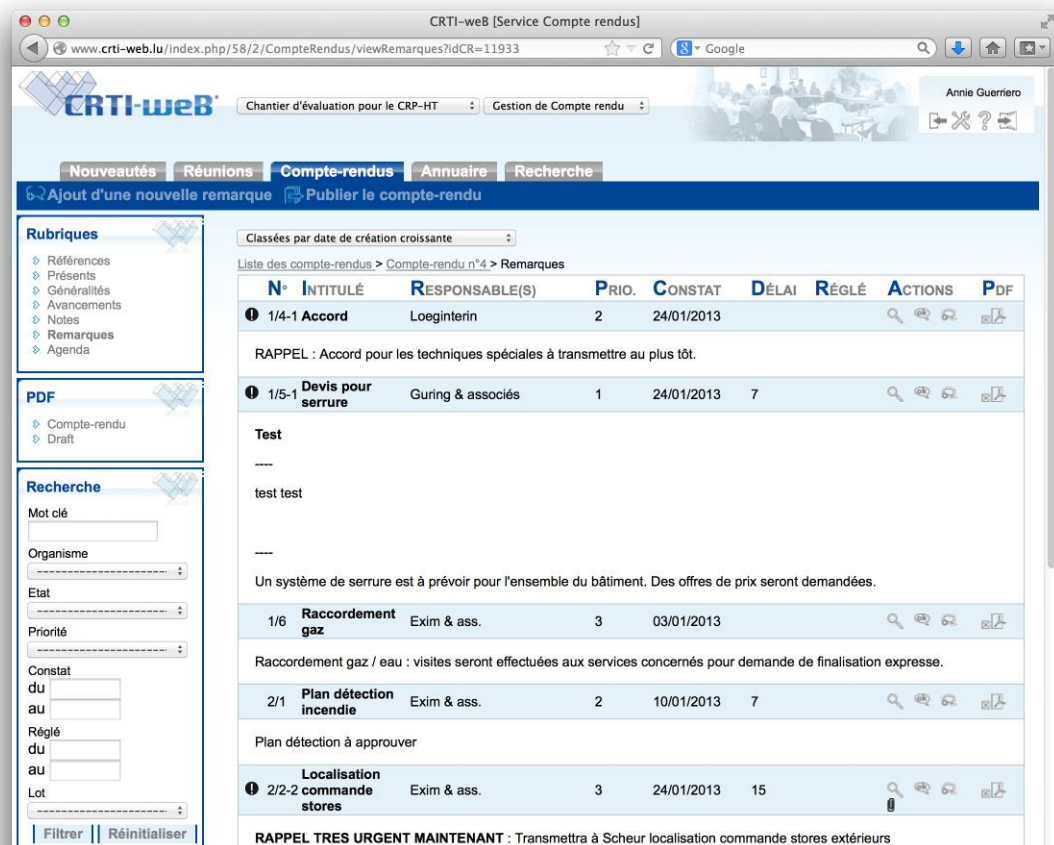 CRTI-weB [Service Compte rendus]
www.crti-web.lu/index.php/58/2/CompteRendus/viewRemarques?idCR=11933
Google
CRTI-weB
Chantier d'évaluation pour le CRP-HT
Gestion de Compte rendu
Annie Guerriero
Nouveautés Réunions Compte-rendus Annuaire Recherche
Ajout d'une nouvelle remarque Publier le compte-rendu
Rubriques
Références
Présents
Généralités
Avancements
Notes
Remarques
Agenda
PDF
Compte-rendu
Draft
Recherche
Mot clé
Organisme
----------------------
Etat
----------------------
Priorité
----------------------
Constat
du
au
Réglé
du
au
Lot
----------------------
Filtrer Réinitialiser
Classées par date de création croissante
Liste des compte-rendus > Compte-rendu n°4 > Remarques
N° INTITULÉ RESPONSABLE(S) PRIO. CONSTAT DÉLAI RÉGLÉ ACTIONS PDF
1/4-1 Accord Loeginterin 2 24/01/2013
RAPPEL : Accord pour les techniques spéciales à transmettre au plus tôt.
1/5-1 Devis pour serrure Guring & associés 1 24/01/2013 7
Test
----
test test
----
Un système de serrure est à prévoir pour l'ensemble du bâtiment. Des offres de prix seront demandées.
1/6 Raccordement gaz Exim & ass. 3 03/01/2013
Raccordement gaz / eau : visites seront effectuées aux services concernés pour demande de finalisation expresse.
2/1 Plan détection incendie Exim & ass. 2 10/01/2013 7
Plan détection à approuver
2/2-2 Localisation commande stores Exim & ass. 3 24/01/2013 15
RAPPEL TRES URGENT MAINTENANT : Transmettra à Scheur localisation commande stores extérieurs